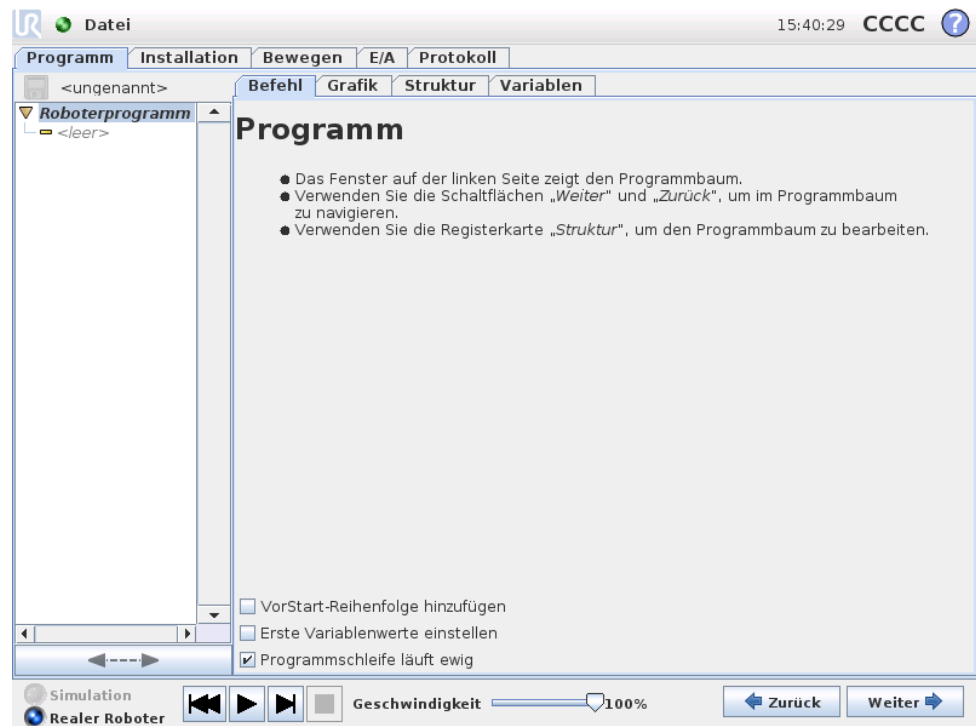 UR Datei 15:40:29 CCCC ?
Programm Installation Bewegen E/A Protokoll
<ungenannt>
Befehl Grafik Struktur Variablen
Roboterprogramm
<leer>
Programm
Das Fenster auf der linken Seite zeigt den Programmbaum.
Verwenden Sie die Schaltflächen „Weiter" und „Zurück", um im Programmbaum
zu navigieren.
Verwenden Sie die Registerkarte „Struktur", um den Programmbaum zu bearbeiten.
VorStart-Reihenfolge hinzufügen
Erste Variablenwerte einstellen
Programmschleife läuft ewig
Simulation
Realer Roboter
Geschwindigkeit 100%
Zurück Weiter